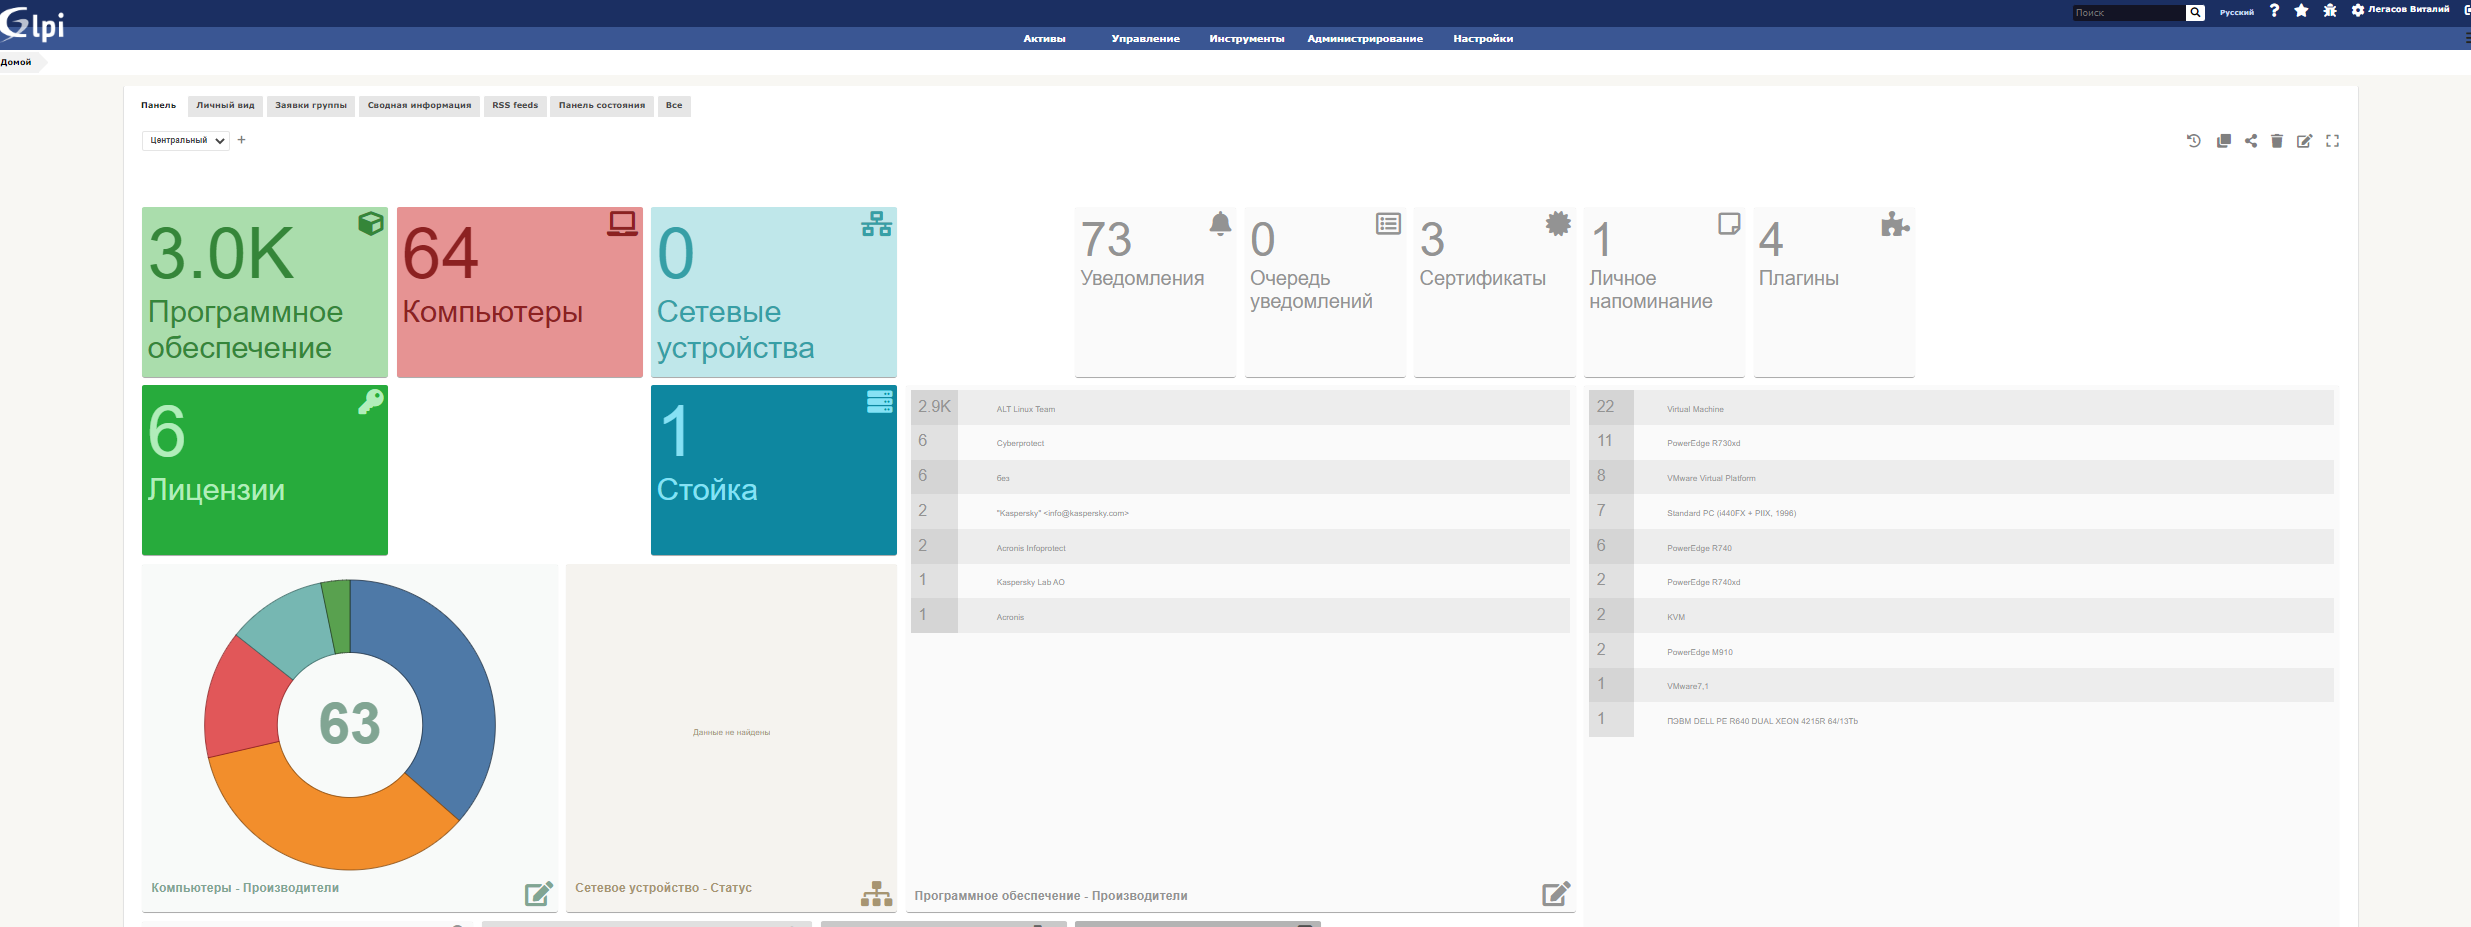 Glpi
Поиск
Русский
Легасов Виталий
Активы
Управление
Инструменты
Администрирование
Настройки
Домой
Панель
Личный вид
Заявки группы
Сводная информация
RSS feeds
Панель состояния
Все
Центральный
+
3.0K
Программное
обеспечение
64
Компьютеры
0
Сетевые
устройства
73
Уведомления
0
Очередь
уведомлений
3
Сертификаты
1
Личное
напоминание
4
Плагины
6
Лицензии
1
Стойка
2.9K ALT Linux Team
6 Cyberprotect
6 без
2 "Kaspersky" <info@kaspersky.com>
2 Acronis Infoprotect
1 Kaspersky Lab AO
1 Acronis
Программное обеспечение - Производители
22 Virtual Machine
11 PowerEdge R730xd
8 VMware Virtual Platform
7 Standard PC (i440FX + PIIX, 1996)
6 PowerEdge R740
2 PowerEdge R740xd
2 KVM
2 PowerEdge M910
1 VMware7,1
1 ПЭВМ DELL PE R640 DUAL XEON 4215R 64/13Tb
63
Компьютеры - Производители
Данные не найдены
Сетевое устройство - Статус